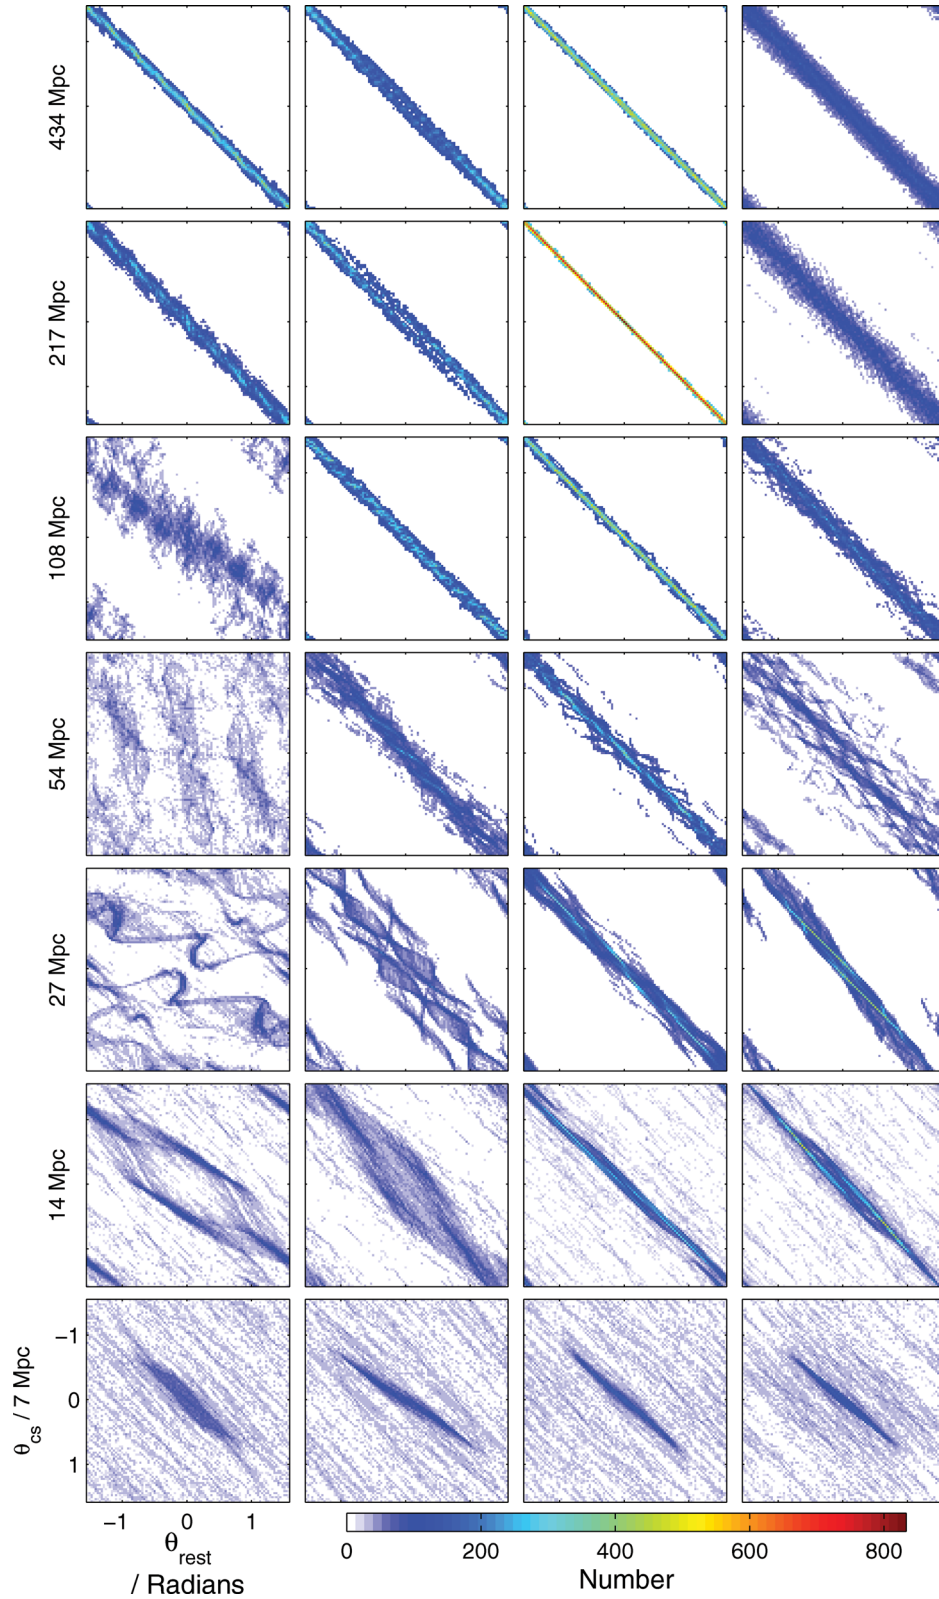 434 Mpc
217 Mpc
108 Mpc
54 Mpc
27 Mpc
14 Mpc
θcs / 7 Mpc
−1
0
1
−1 0 1
θrest
/ Radians
0 200 400 600 800
Number